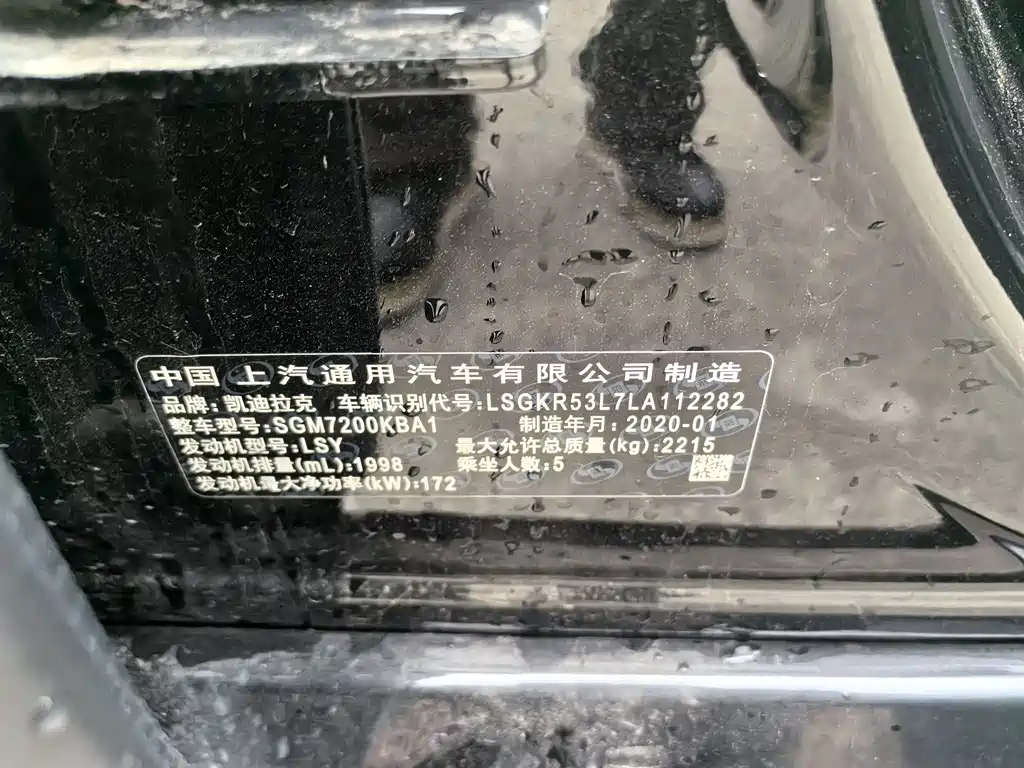 中国 上汽通用汽车有限公司制造
品牌:凯迪拉克 车辆识别代号:LSGKR53L7LA112282
整车型号:SGM7200KBA1 制造年月:2020-01
发动机型号:LSY 最大允许总质量(kg):2215
发动机排量(mL):1998 乘坐人数:5
发动机最大净功率(kW):172